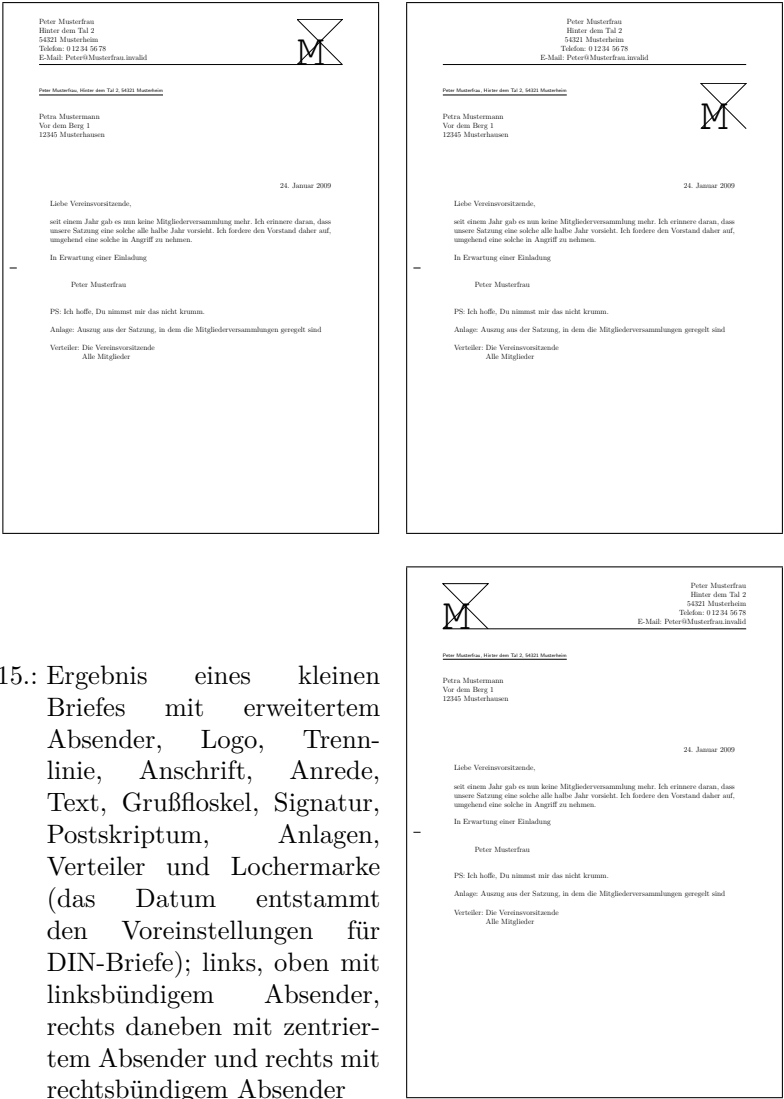 Peter Musterfrau
Hinter dem Tal 2
54321 Musterheim
Telefon: 0 12 34 56 78
E-Mail: Peter@Musterfrau.invalid
M
Peter Musterfrau, Hinter dem Tal 2, 54321 Musterheim
Petra Mustermann
Vor dem Berg 1
12345 Musterhausen
24. Januar 2009
Liebe Vereinsvorsitzende,
seit einem Jahr gab es nun keine Mitgliederversammlung mehr. Ich erinnere daran, dass
unsere Satzung eine solche alle halbe Jahr vorsieht. Ich fordere den Vorstand daher auf,
umgehend eine solche in Angriff zu nehmen.
In Erwartung einer Einladung
Peter Musterfrau
PS: Ich hoffe, Du nimmst mir das nicht krumm.
Anlage: Auszug aus der Satzung, in dem die Mitgliederversammlungen geregelt sind
Verteiler: Die Vereinsvorsitzende
Alle Mitglieder
Peter Musterfrau
Hinter dem Tal 2
54321 Musterheim
Telefon: 0 12 34 56 78
E-Mail: Peter@Musterfrau.invalid
M
Peter Musterfrau, Hinter dem Tal 2, 54321 Musterheim
Petra Mustermann
Vor dem Berg 1
12345 Musterhausen
24. Januar 2009
Liebe Vereinsvorsitzende,
seit einem Jahr gab es nun keine Mitgliederversammlung mehr. Ich erinnere daran, dass
unsere Satzung eine solche alle halbe Jahr vorsieht. Ich fordere den Vorstand daher auf,
umgehend eine solche in Angriff zu nehmen.
In Erwartung einer Einladung
Peter Musterfrau
PS: Ich hoffe, Du nimmst mir das nicht krumm.
Anlage: Auszug aus der Satzung, in dem die Mitgliederversammlungen geregelt sind
Verteiler: Die Vereinsvorsitzende
Alle Mitglieder
15.: Ergebnis eines kleinen
Briefes mit erweitertem
Absender, Logo, Trenn-
linie, Anschrift, Anrede,
Text, Grußfloskel, Signatur,
Postskriptum, Anlagen,
Verteiler und Lochermarke
(das Datum entstammt
den Voreinstellungen für
DIN-Briefe); links, oben mit
linksbündigem Absender,
rechts daneben mit zentrier-
tem Absender und rechts mit
rechtsbündigem Absender
M
Peter Musterfrau
Hinter dem Tal 2
54321 Musterheim
Telefon: 0 12 34 56 78
E-Mail: Peter@Musterfrau.invalid
Peter Musterfrau, Hinter dem Tal 2, 54321 Musterheim
Petra Mustermann
Vor dem Berg 1
12345 Musterhausen
24. Januar 2009
Liebe Vereinsvorsitzende,
seit einem Jahr gab es nun keine Mitgliederversammlung mehr. Ich erinnere daran, dass
unsere Satzung eine solche alle halbe Jahr vorsieht. Ich fordere den Vorstand daher auf,
umgehend eine solche in Angriff zu nehmen.
In Erwartung einer Einladung
Peter Musterfrau
PS: Ich hoffe, Du nimmst mir das nicht krumm.
Anlage: Auszug aus der Satzung, in dem die Mitgliederversammlungen geregelt sind
Verteiler: Die Vereinsvorsitzende
Alle Mitglieder